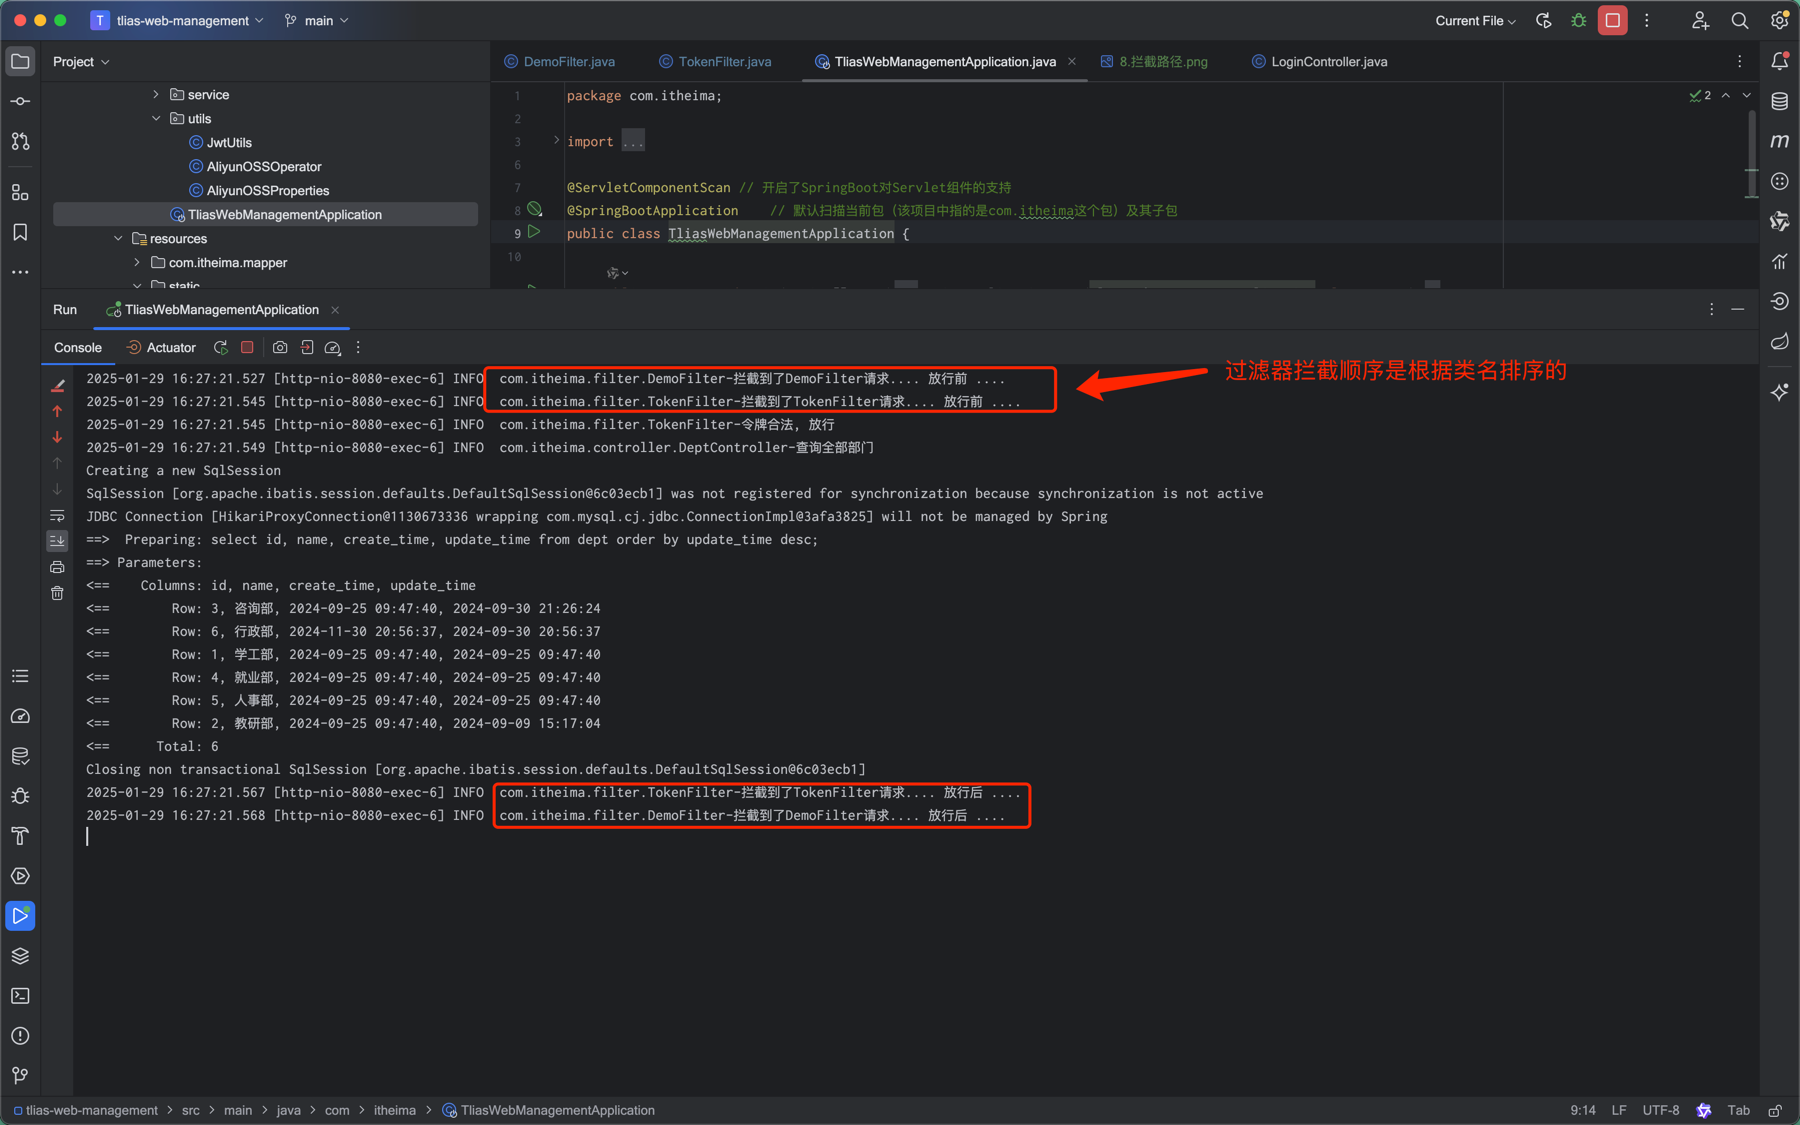 T tlias-web-management main Current File
Project
service
utils
JwtUtils
AliyunOSSOperator
AliyunOSSProperties
TliasWebManagementApplication
resources
com.itheima.mapper
static
DemoFilter.java TokenFilter.java TliasWebManagementApplication.java 8.拦截路径.png LoginController.java
1 package com.itheima;
2
3 import ...
6
7 @ServletComponentScan // 开启了SpringBoot对Servlet组件的支持
8 @SpringBootApplication // 默认扫描当前包（该项目中指的是com.itheima这个包）及其子包
9 public class TliasWebManagementApplication {
10
2
Run TliasWebManagementApplication
Console Actuator
过滤器拦截顺序是根据类名排序的
2025-01-29 16:27:21.527 [http-nio-8080-exec-6] INFO com.itheima.filter.DemoFilter-拦截到了DemoFilter请求.... 放行前 ....
2025-01-29 16:27:21.545 [http-nio-8080-exec-6] INFO com.itheima.filter.TokenFilter-拦截到了TokenFilter请求.... 放行前 ....
2025-01-29 16:27:21.545 [http-nio-8080-exec-6] INFO com.itheima.filter.TokenFilter-令牌合法, 放行
2025-01-29 16:27:21.549 [http-nio-8080-exec-6] INFO com.itheima.controller.DeptController-查询全部部门
Creating a new SqlSession
SqlSession [org.apache.ibatis.session.defaults.DefaultSqlSession@6c03ecb1] was not registered for synchronization because synchronization is not active
JDBC Connection [HikariProxyConnection@1130673336 wrapping com.mysql.cj.jdbc.ConnectionImpl@3afa3825] will not be managed by Spring
==> Preparing: select id, name, create_time, update_time from dept order by update_time desc;
==> Parameters:
<== Columns: id, name, create_time, update_time
<== Row: 3, 咨询部, 2024-09-25 09:47:40, 2024-09-30 21:26:24
<== Row: 6, 行政部, 2024-11-30 20:56:37, 2024-09-30 20:56:37
<== Row: 1, 学工部, 2024-09-25 09:47:40, 2024-09-25 09:47:40
<== Row: 4, 就业部, 2024-09-25 09:47:40, 2024-09-25 09:47:40
<== Row: 5, 人事部, 2024-09-25 09:47:40, 2024-09-25 09:47:40
<== Row: 2, 教研部, 2024-09-25 09:47:40, 2024-09-09 15:17:04
<== Total: 6
Closing non transactional SqlSession [org.apache.ibatis.session.defaults.DefaultSqlSession@6c03ecb1]
2025-01-29 16:27:21.567 [http-nio-8080-exec-6] INFO com.itheima.filter.TokenFilter-拦截到了TokenFilter请求.... 放行后 ....
2025-01-29 16:27:21.568 [http-nio-8080-exec-6] INFO com.itheima.filter.DemoFilter-拦截到了DemoFilter请求.... 放行后 ....
tlias-web-management > src > main > java > com > itheima > TliasWebManagementApplication 9:14 LF UTF-8 Tab